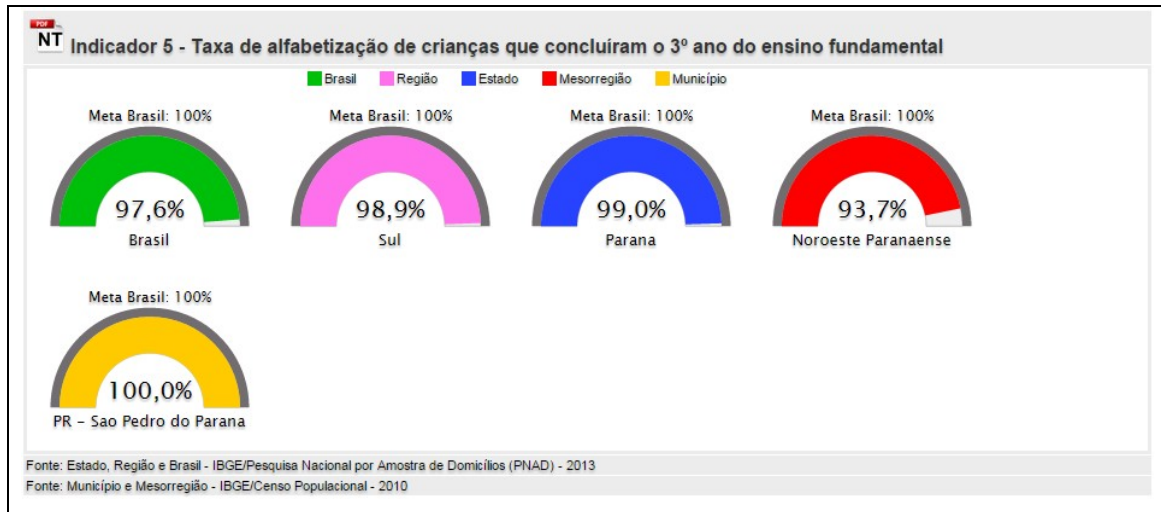 PDF
NT Indicador 5 - Taxa de alfabetização de crianças que concluíram o 3º ano do ensino fundamental
Brasil Região Estado Mesorregião Município
Meta Brasil: 100% Meta Brasil: 100% Meta Brasil: 100% Meta Brasil: 100%
97,6% 98,9% 99,0% 93,7%
Brasil Sul Parana Noroeste Paranaense
Meta Brasil: 100%
100,0%
PR – Sao Pedro do Parana
Fonte: Estado, Região e Brasil - IBGE/Pesquisa Nacional por Amostra de Domicílios (PNAD) - 2013
Fonte: Município e Mesorregião - IBGE/Censo Populacional - 2010